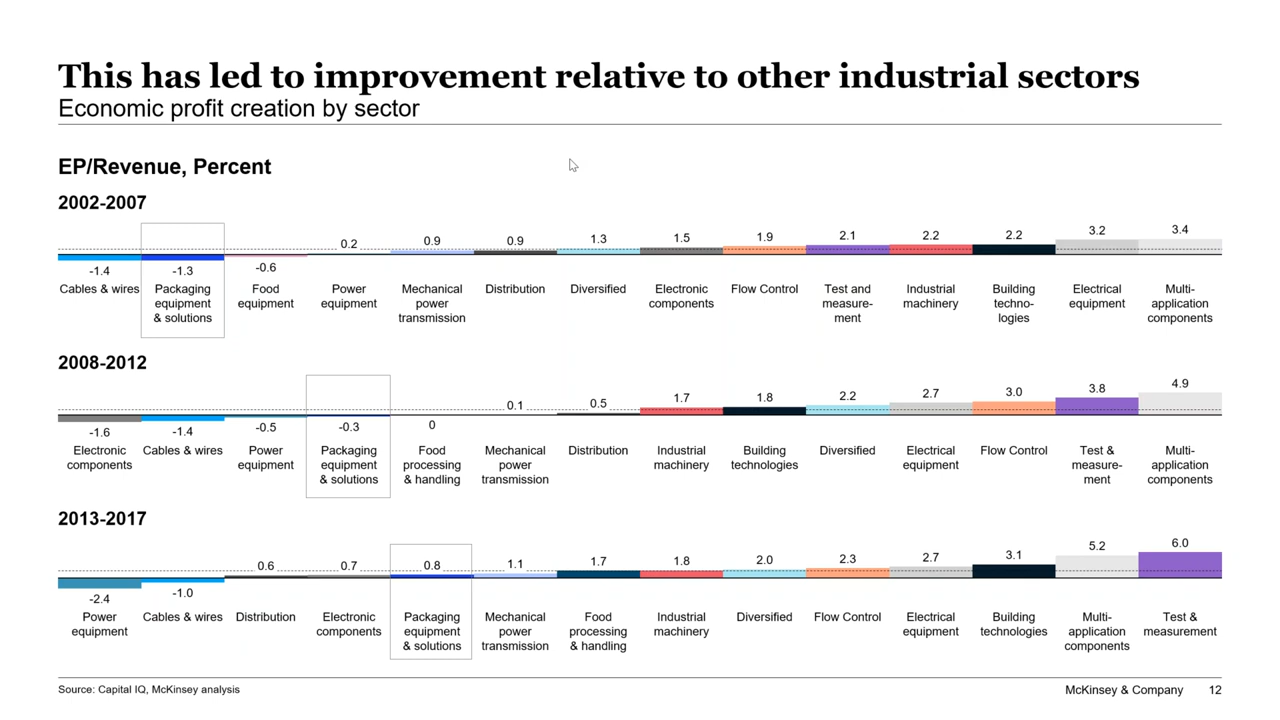 This has led to improvement relative to other industrial sectors
Economic profit creation by sector
EP/Revenue, Percent
2002-2007
-1.4
-1.3
-0.6
0.2
0.9
0.9
1.3
1.5
1.9
2.1
2.2
2.2
3.2
3.4
Cables & wires
Packaging
equipment
& solutions
Food
equipment
Power
equipment
Mechanical
power
transmission
Distribution
Diversified
Electronic
components
Flow Control
Test and
measure-
ment
Industrial
machinery
Building
techno-
logies
Electrical
equipment
Multi-
application
components
2008-2012
-1.6
-1.4
-0.5
-0.3
0
0.1
0.5
1.7
1.8
2.2
2.7
3.0
3.8
4.9
Electronic
components
Cables & wires
Power
equipment
Packaging
equipment
& solutions
Food
processing
& handling
Mechanical
power
transmission
Distribution
Industrial
machinery
Building
technologies
Diversified
Electrical
equipment
Flow Control
Test &
measure-
ment
Multi-
application
components
2013-2017
-2.4
-1.0
0.6
0.7
0.8
1.1
1.7
1.8
2.0
2.3
2.7
3.1
5.2
6.0
Power
equipment
Cables & wires
Distribution
Electronic
components
Packaging
equipment
& solutions
Mechanical
power
transmission
Food
processing
& handling
Industrial
machinery
Diversified
Flow Control
Electrical
equipment
Building
technologies
Multi-
application
components
Test &
measurement
Source: Capital IQ, McKinsey analysis
McKinsey & Company 12